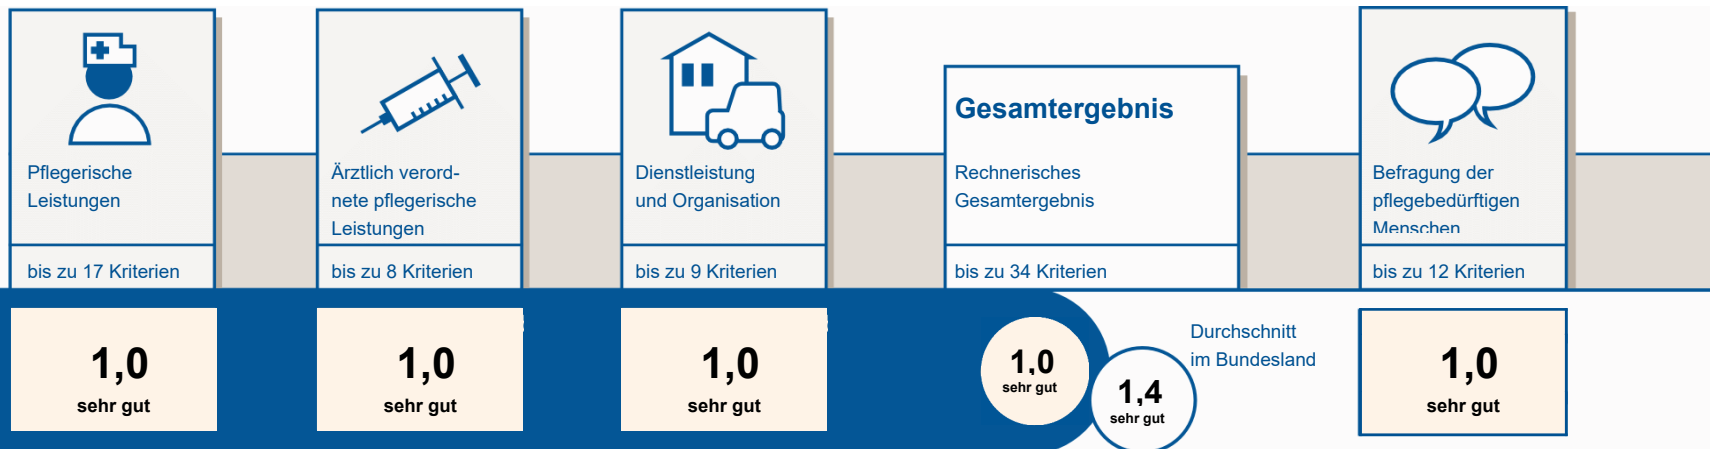 Pflegerische
Leistungen
bis zu 17 Kriterien
1,0
sehr gut
Ärztlich verord-
nete pflegerische
Leistungen
bis zu 8 Kriterien
1,0
sehr gut
Dienstleistung
und Organisation
bis zu 9 Kriterien
1,0
sehr gut
Gesamtergebnis
Rechnerisches
Gesamtergebnis
bis zu 34 Kriterien
1,0
sehr gut
1,4
sehr gut
Durchschnitt
im Bundesland
Befragung der
pflegebedürftigen
Menschen
bis zu 12 Kriterien
1,0
sehr gut